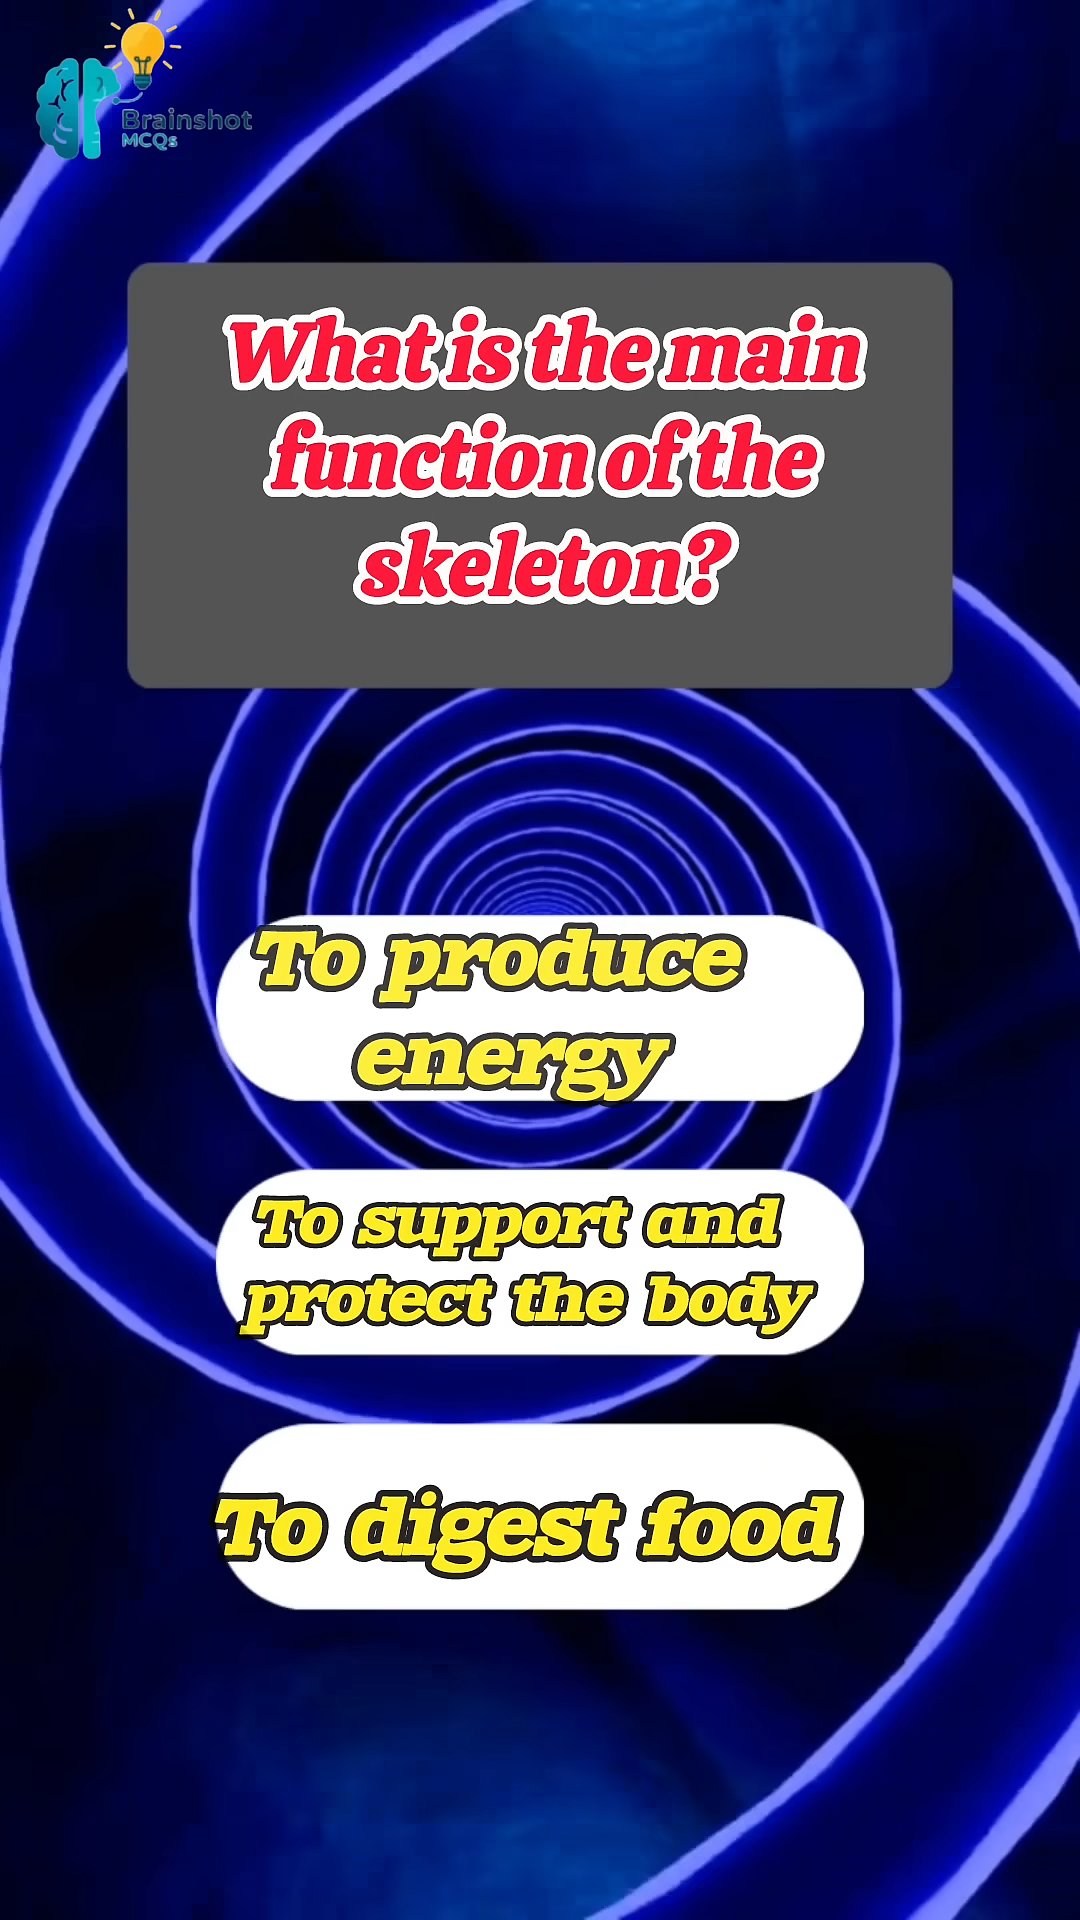 Brainshot
MCQs
What is the main
function of the
skeleton?
To produce
energy
To support and
protect the body
To digest food